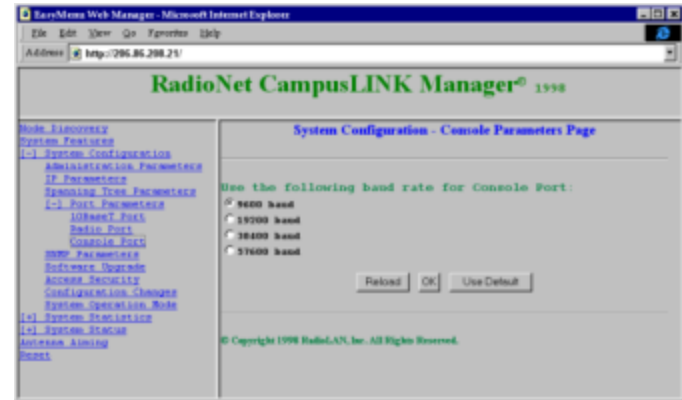 EasyMenu Web Manager - Microsoft Internet Explorer
File Edit View Go Favorites Help
Address http://206.86.208.21/
RadioNet CampusLINK Manager© 1998
Node Discovery
System Features
[-] System Configuration
Administration Parameters
IP Parameters
Spanning Tree Parameters
[-] Port Parameters
10BaseT Port
Radio Port
Console Port
SNMP Parameters
Software Upgrade
Access Security
Configuration Changes
System Operation Mode
[+] System Statistics
[+] System Status
Antenna Aiming
Reset
System Configuration - Console Parameters Page
Use the following baud rate for Console Port:
9600 baud
19200 baud
38400 baud
57600 baud
Reload OK Use Default
© Copyright 1998 RadioLAN, Inc. All Rights Reserved.